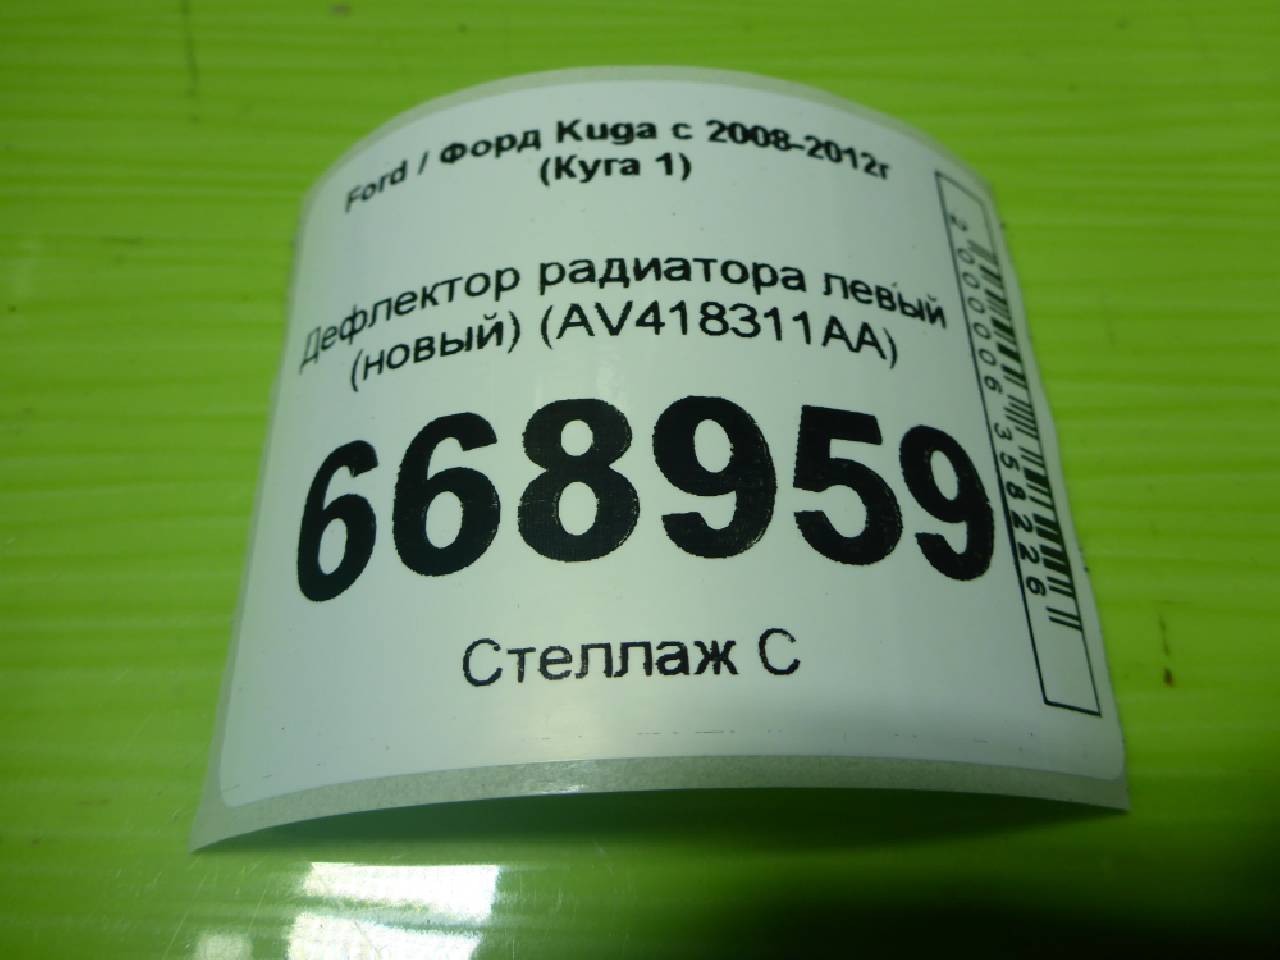 Ford / Форд Kuga с 2008-2012г
(Куга 1)
Дефлектор радиатора левый
(новый) (AV418311AA)
668959
Стеллаж С
2000006358226